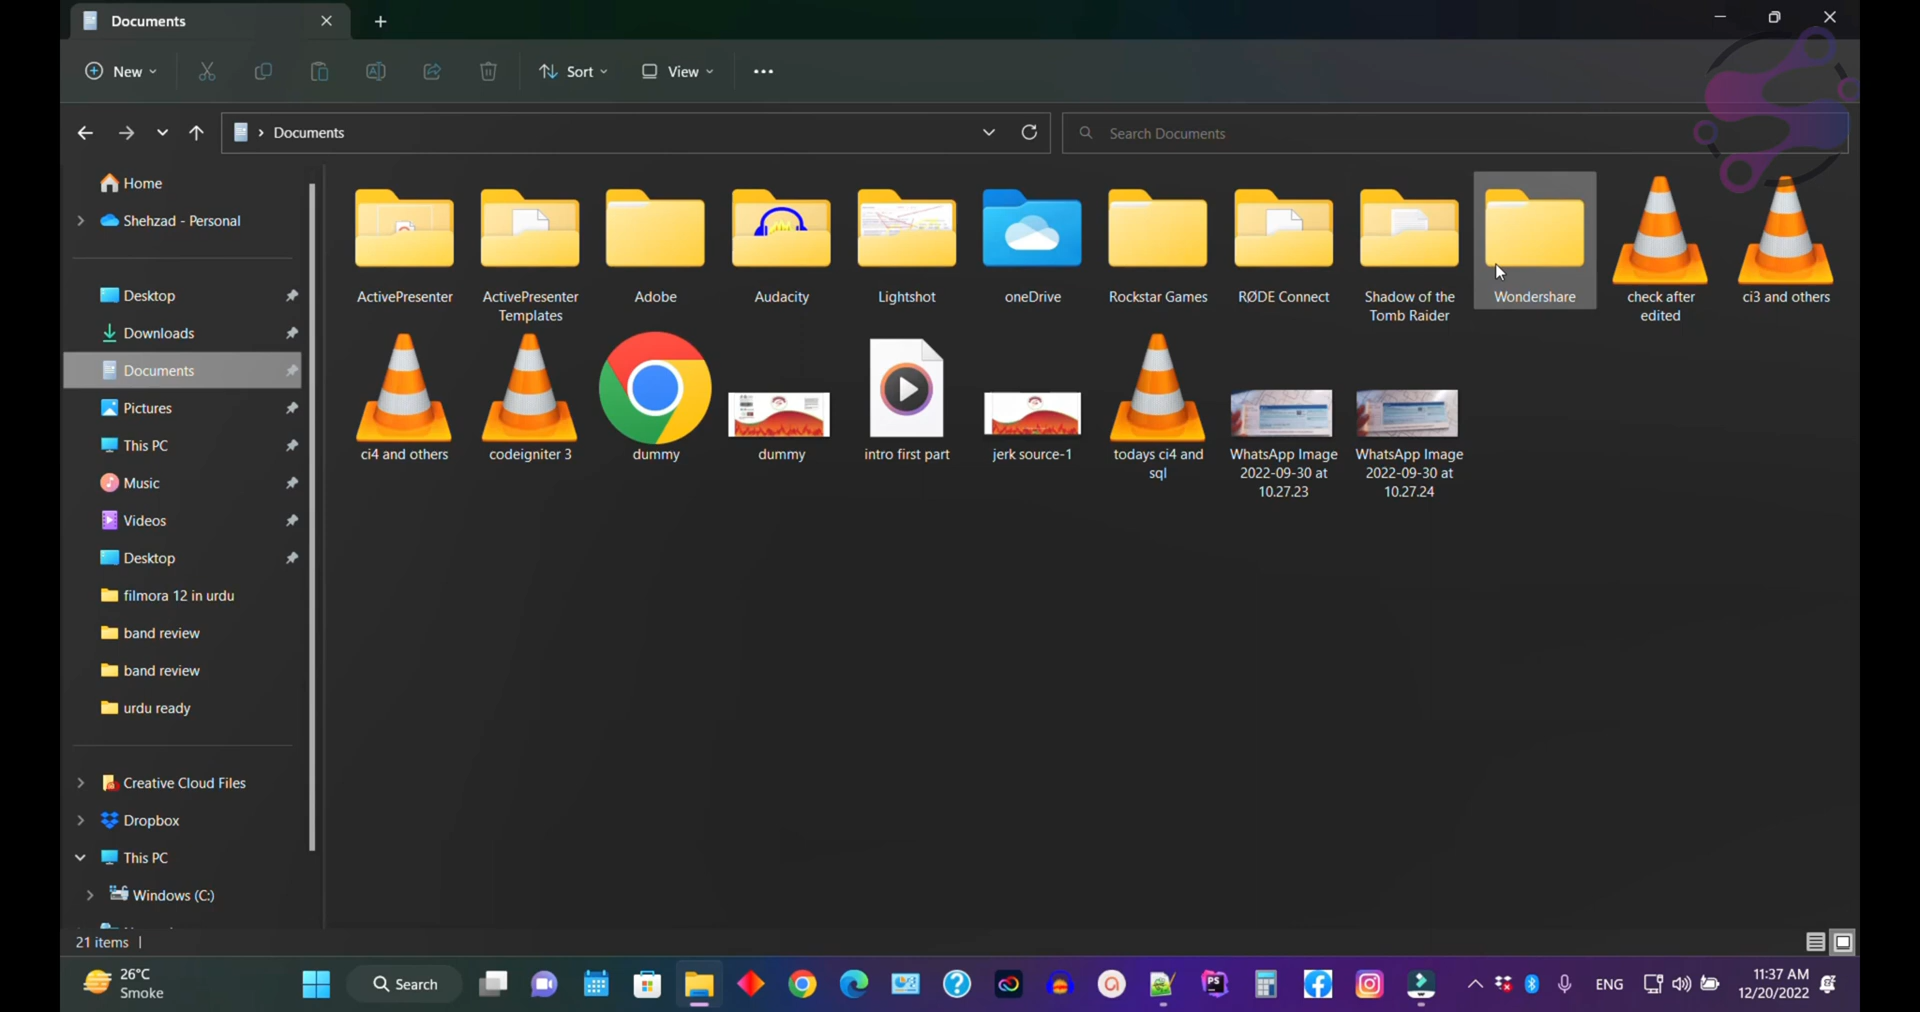 Documents
New
Sort
View
Documents
Search Documents
Home
Shehzad - Personal
Desktop
Downloads
Documents
Pictures
This PC
Music
Videos
Desktop
filmora 12 in urdu
band review
band review
urdu ready
Creative Cloud Files
Dropbox
This PC
Windows (C:)
ActivePresenter
ActivePresenter
Templates
Adobe
Audacity
Lightshot
oneDrive
Rockstar Games
RØDE Connect
Shadow of the
Tomb Raider
Wondershare
check after
edited
ci3 and others
ci4 and others
codeigniter 3
dummy
dummy
intro first part
jerk source-1
todays ci4 and
sql
WhatsApp Image
2022-09-30 at
10.27.23
WhatsApp Image
2022-09-30 at
10.27.24
21 items
26°C
Smoke
Search
PS
ENG
11:37 AM
12/20/2022